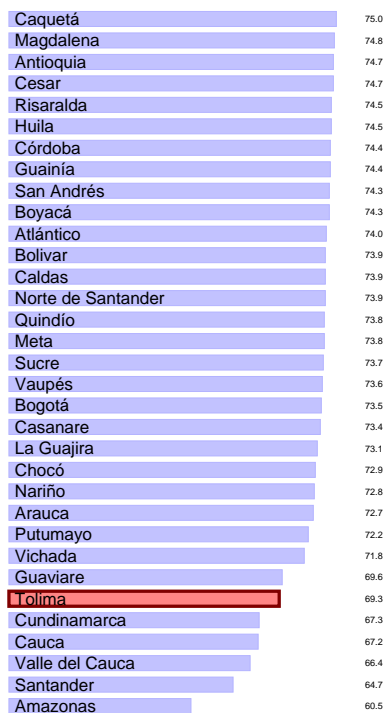 Caquetá 75.0
Magdalena 74.8
Antioquia 74.7
Cesar 74.7
Risaralda 74.5
Huila 74.5
Córdoba 74.4
Guainía 74.4
San Andrés 74.3
Boyacá 74.3
Atlántico 74.0
Bolivar 73.9
Caldas 73.9
Norte de Santander 73.9
Quindío 73.8
Meta 73.8
Sucre 73.7
Vaupés 73.6
Bogotá 73.5
Casanare 73.4
La Guajira 73.1
Chocó 72.9
Nariño 72.8
Arauca 72.7
Putumayo 72.2
Vichada 71.8
Guaviare 69.6
Tolima 69.3
Cundinamarca 67.3
Cauca 67.2
Valle del Cauca 66.4
Santander 64.7
Amazonas 60.5